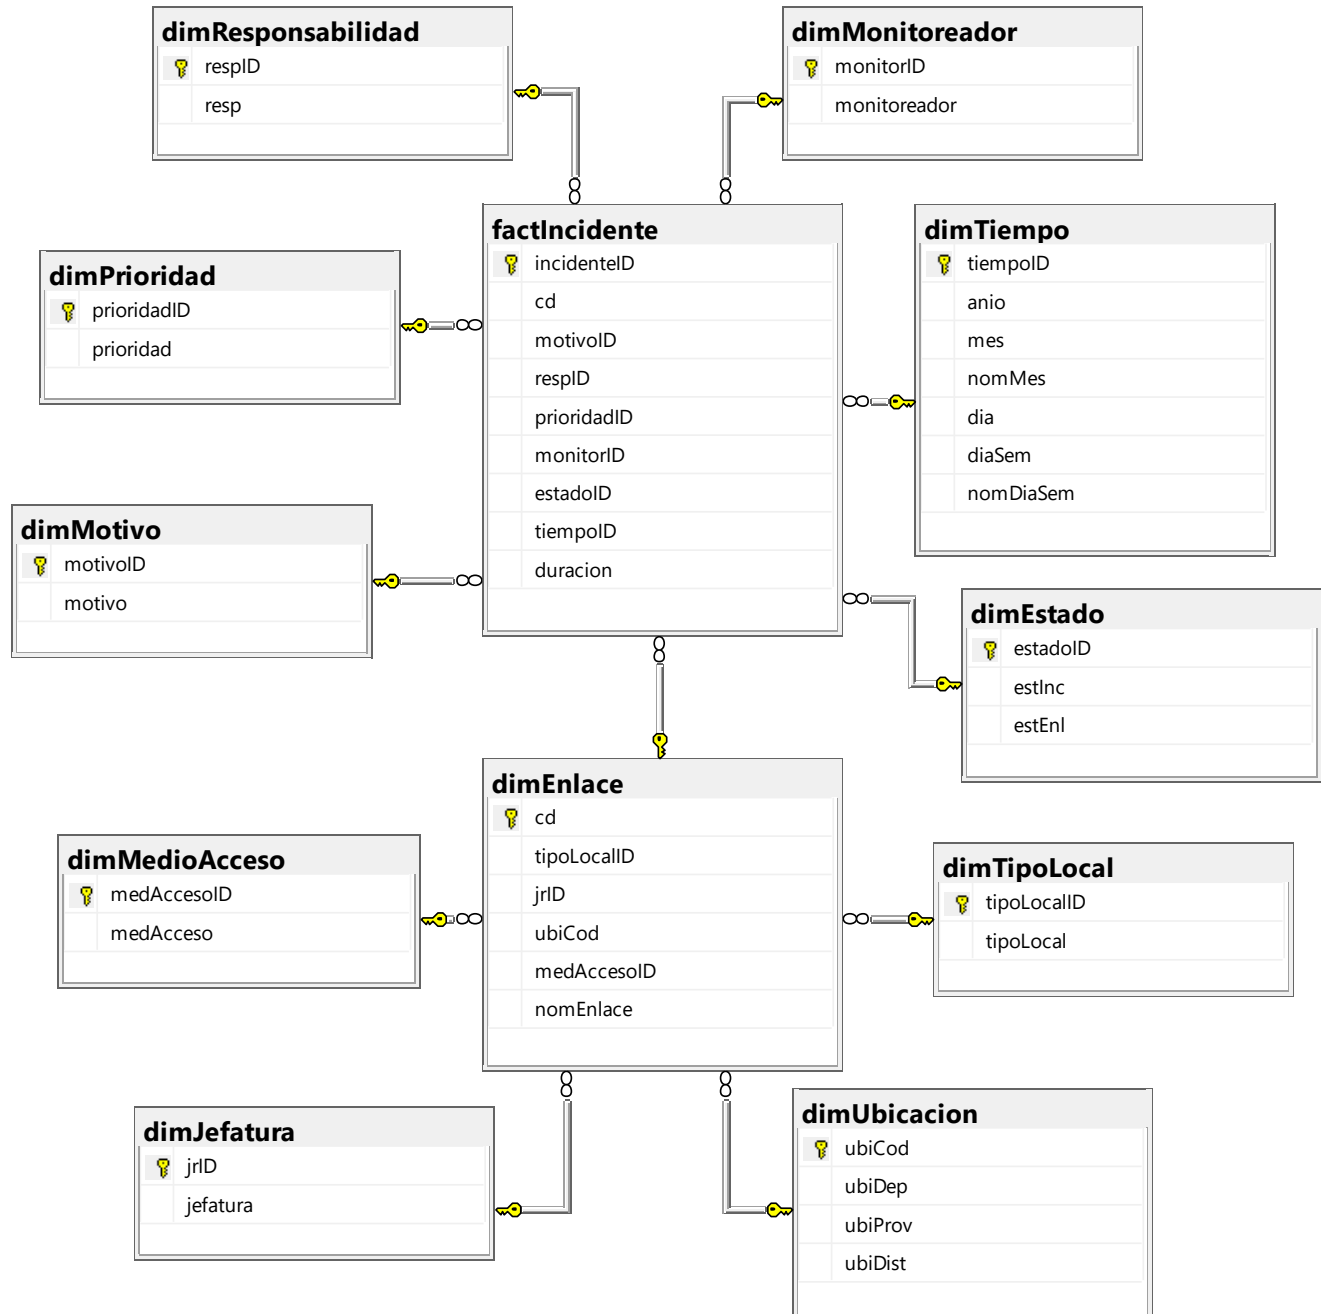 dimResponsabilidad
respID
resp
dimMonitoreador
monitorID
monitoreador
factIncidente
incidenteID
cd
motivoID
respID
prioridadID
monitorID
estadoID
tiempoID
duracion
dimTiempo
tiempoID
anio
mes
nomMes
dia
diaSem
nomDiaSem
dimPrioridad
prioridadID
prioridad
dimMotivo
motivoID
motivo
dimEstado
estadoID
estInc
estEnl
dimEnlace
cd
tipoLocalID
jrID
ubiCod
medAccesoID
nomEnlace
dimMedioAcceso
medAccesoID
medAcceso
dimTipoLocal
tipoLocalID
tipoLocal
dimJefatura
jrID
jefatura
dimUbicacion
ubiCod
ubiDep
ubiProv
ubiDist